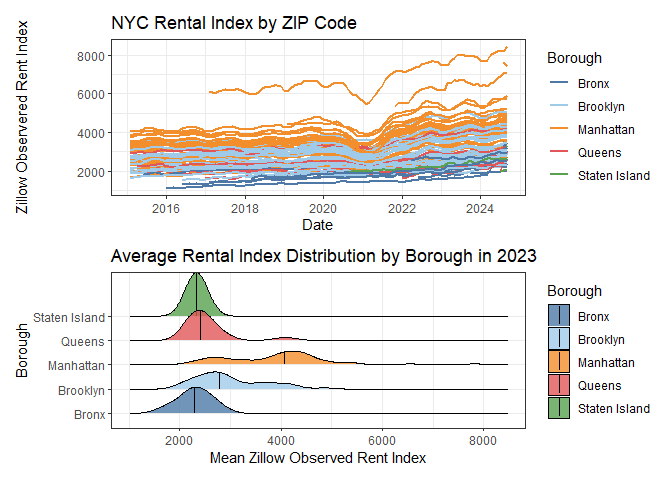 NYC Rental Index by ZIP Code
Zillow Observered Rent Index
8000
6000
4000
2000
2016
2018
2020
2022
2024
Date
Borough
Bronx
Brooklyn
Manhattan
Queens
Staten Island
Average Rental Index Distribution by Borough in 2023
Borough
Staten Island
Queens
Manhattan
Brooklyn
Bronx
2000
4000
6000
8000
Mean Zillow Observed Rent Index
Borough
Bronx
Brooklyn
Manhattan
Queens
Staten Island